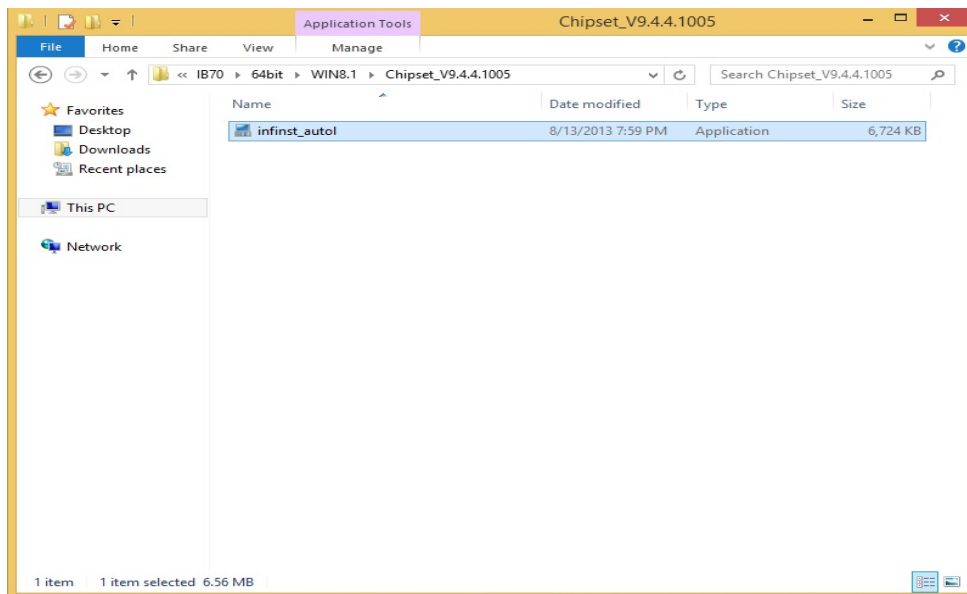 Application Tools Chipset_V9.4.4.1005
File Home Share View Manage
« IB70 64bit WIN8.1 Chipset_V9.4.4.1005 Search Chipset_V9.4.4.1005
Name Date modified Type Size
infinst_autol 8/13/2013 7:59 PM Application 6,724 KB
Favorites
Desktop
Downloads
Recent places
This PC
Network
1 item 1 item selected 6.56 MB